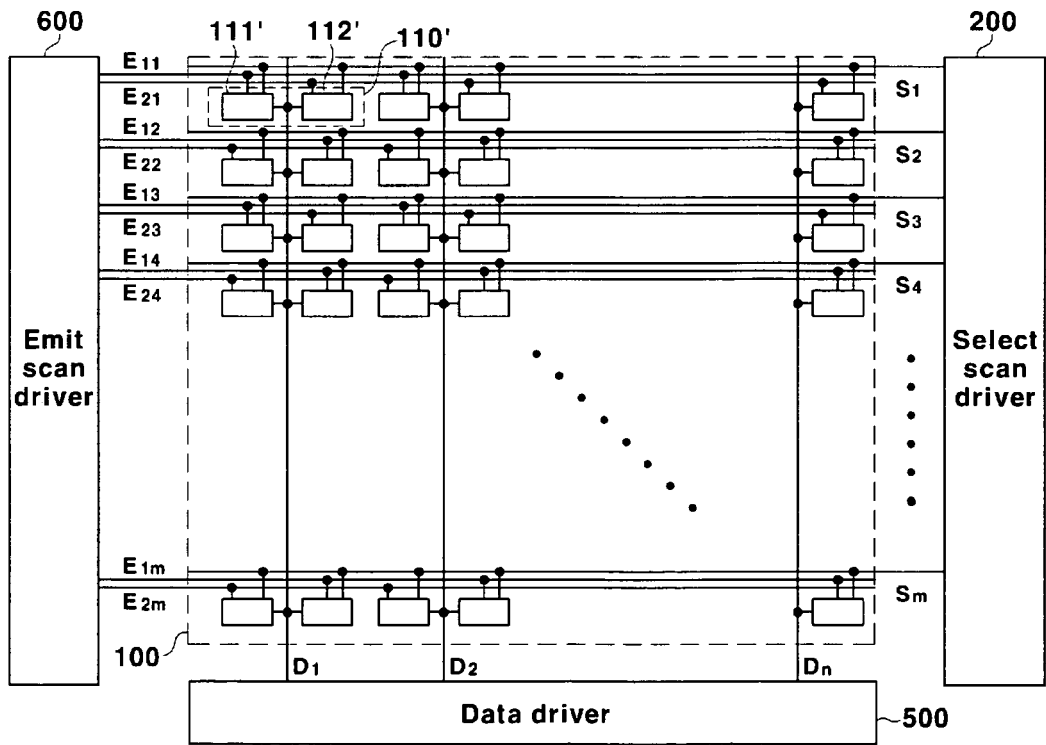 600
111'
112'
110'
200
E11
E21
S1
E12
E22
S2
E13
E23
S3
E14
E24
S4
Emit
scan
driver
Select
scan
driver
E1m
E2m
Sm
100
D1
D2
Dn
Data driver
500